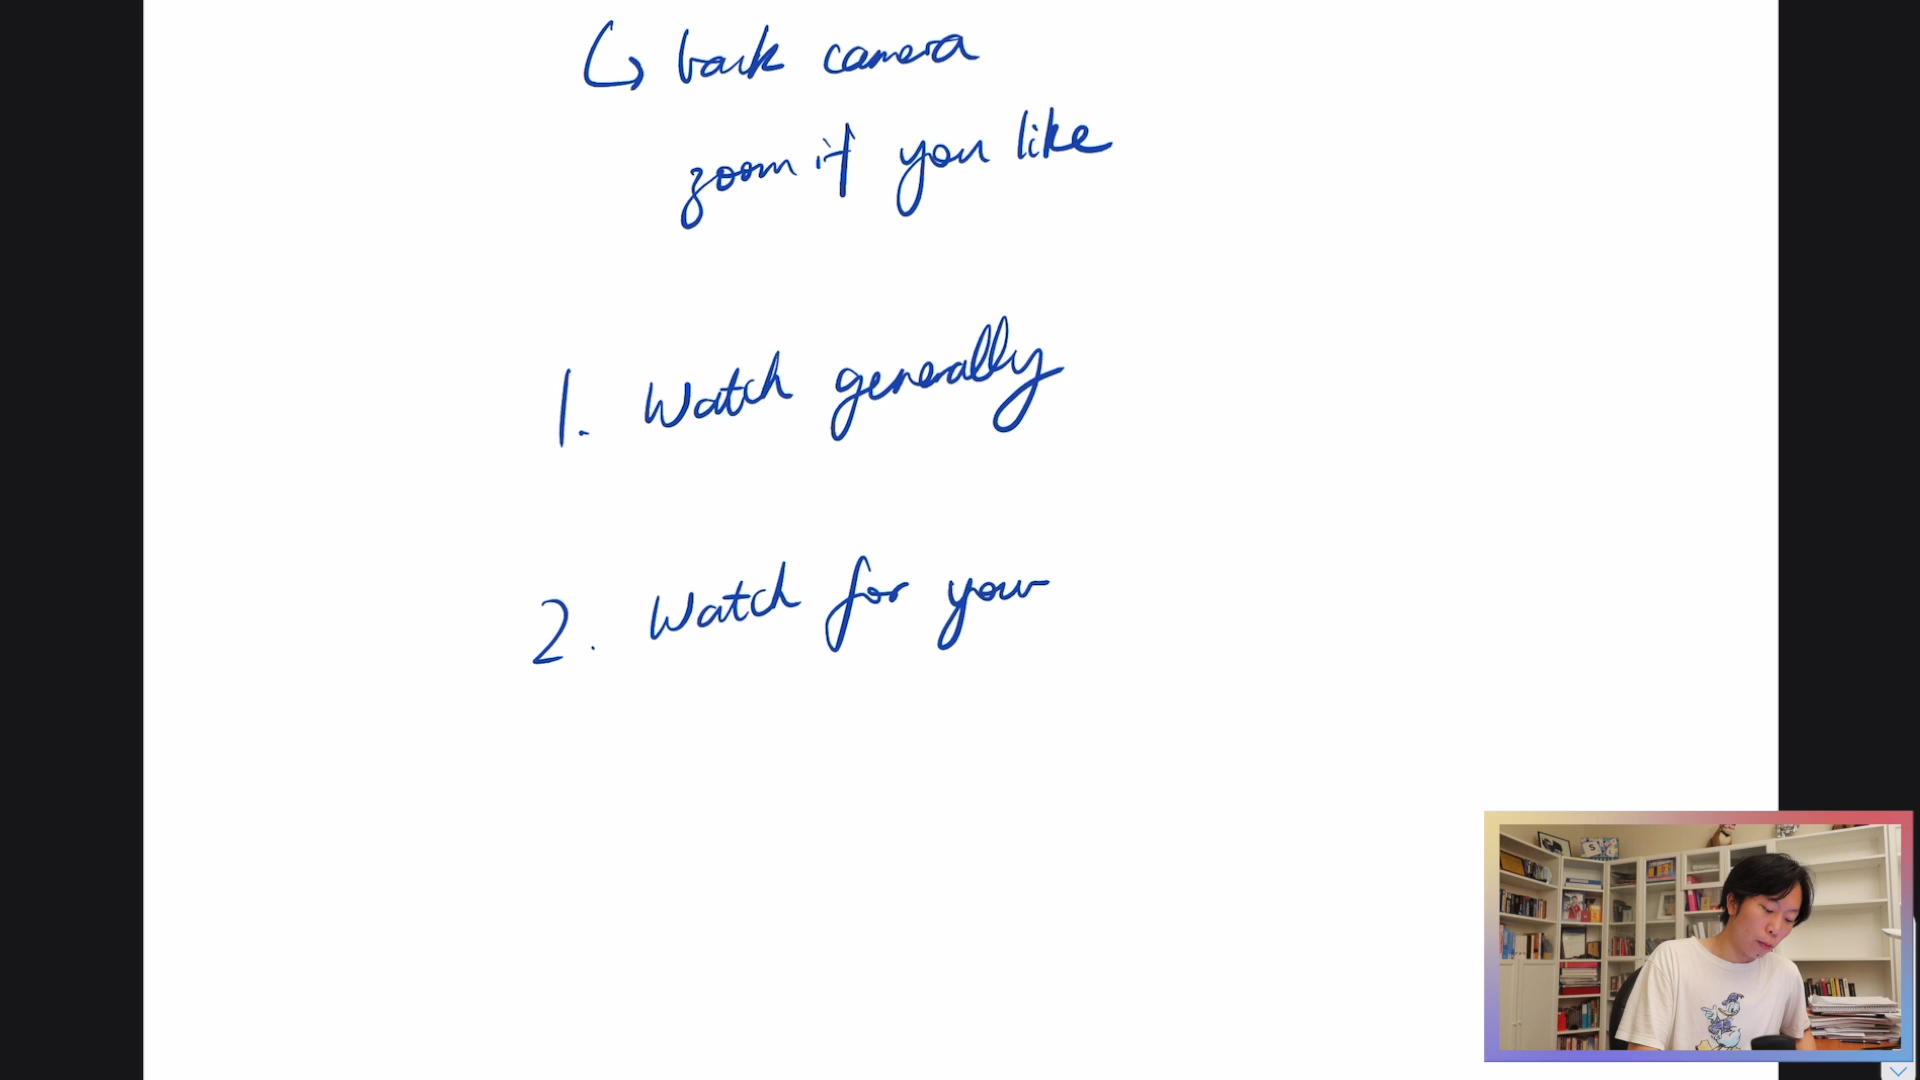 ↳ back camera
zoom if you like
1. Watch generally
2. Watch for your